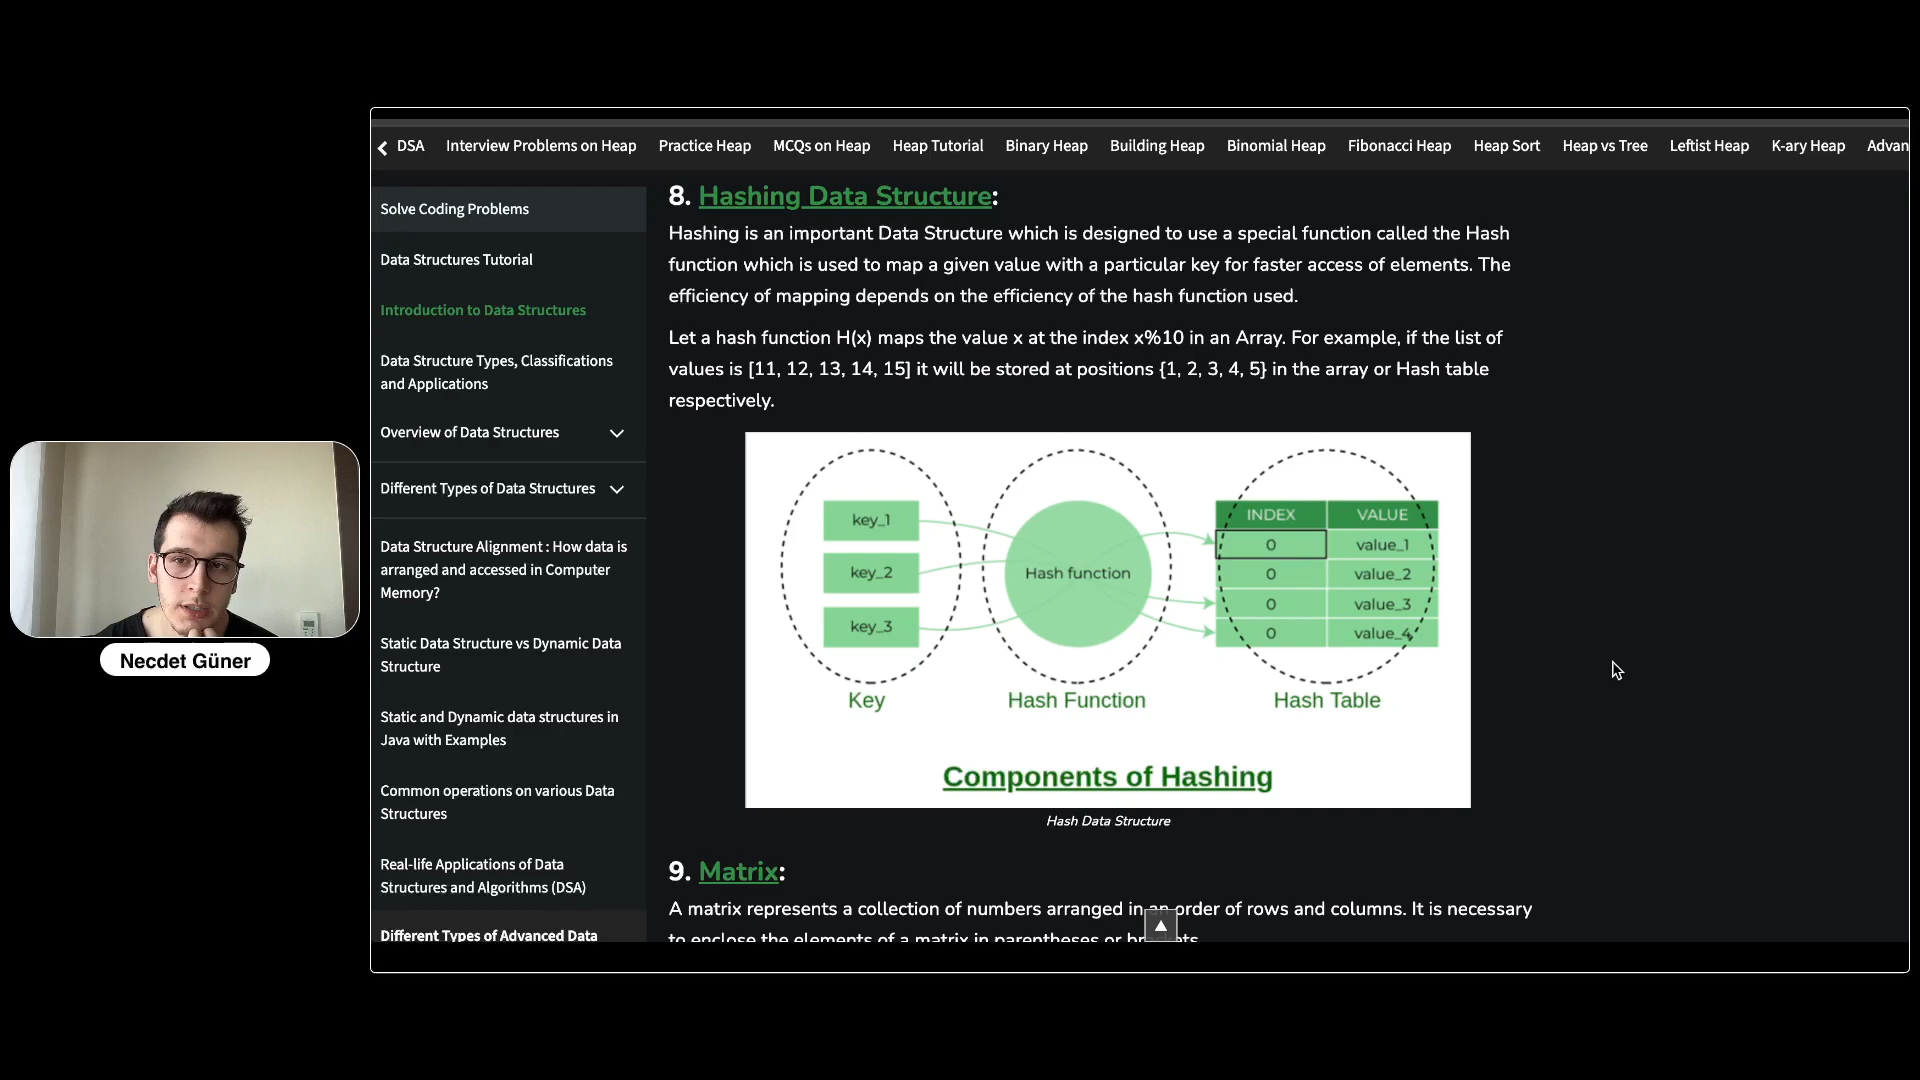 DSA Interview Problems on Heap Practice Heap MCQs on Heap Heap Tutorial Binary Heap Building Heap Binomial Heap Fibonacci Heap Heap Sort Heap vs Tree Leftist Heap K-ary Heap Advan
Solve Coding Problems
Data Structures Tutorial
Introduction to Data Structures
Data Structure Types, Classifications
and Applications
Overview of Data Structures
Different Types of Data Structures
Data Structure Alignment : How data is
arranged and accessed in Computer
Memory?
Static Data Structure vs Dynamic Data
Structure
Static and Dynamic data structures in
Java with Examples
Common operations on various Data
Structures
Real-life Applications of Data
Structures and Algorithms (DSA)
Different Types of Advanced Data
8. Hashing Data Structure:
Hashing is an important Data Structure which is designed to use a special function called the Hash
function which is used to map a given value with a particular key for faster access of elements. The
efficiency of mapping depends on the efficiency of the hash function used.
Let a hash function H(x) maps the value x at the index x%10 in an Array. For example, if the list of
values is [11, 12, 13, 14, 15] it will be stored at positions {1, 2, 3, 4, 5} in the array or Hash table
respectively.
key_1
key_2
key_3
Key
Hash function
Hash Function
INDEX VALUE
0 value_1
0 value_2
0 value_3
0 value_4
Hash Table
Components of Hashing
Hash Data Structure
9. Matrix:
A matrix represents a collection of numbers arranged in an order of rows and columns. It is necessary
to enclose the elements of a matrix in parentheses or brackets.
Necdet Güner